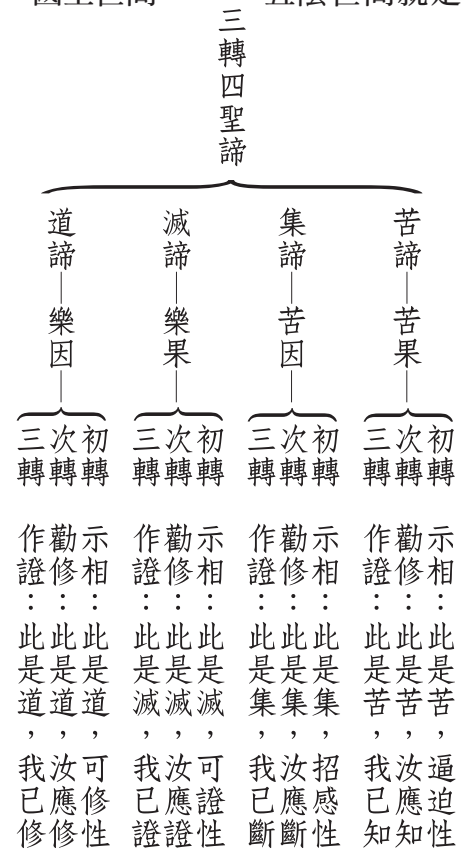 三轉四聖諦
苦諦—苦果—
初轉 示相：此是苦，逼迫性
次轉 勸修：此是苦，汝應知
三轉 作證：此是苦，我已知
集諦—苦因—
初轉 示相：此是集，招感性
次轉 勸修：此是集，汝應斷
三轉 作證：此是集，我已斷
滅諦—樂果—
初轉 示相：此是滅，可證性
次轉 勸修：此是滅，汝應證
三轉 作證：此是滅，我已證
道諦—樂因—
初轉 示相：此是道，可修性
次轉 勸修：此是道，汝應修
三轉 作證：此是道，我已修